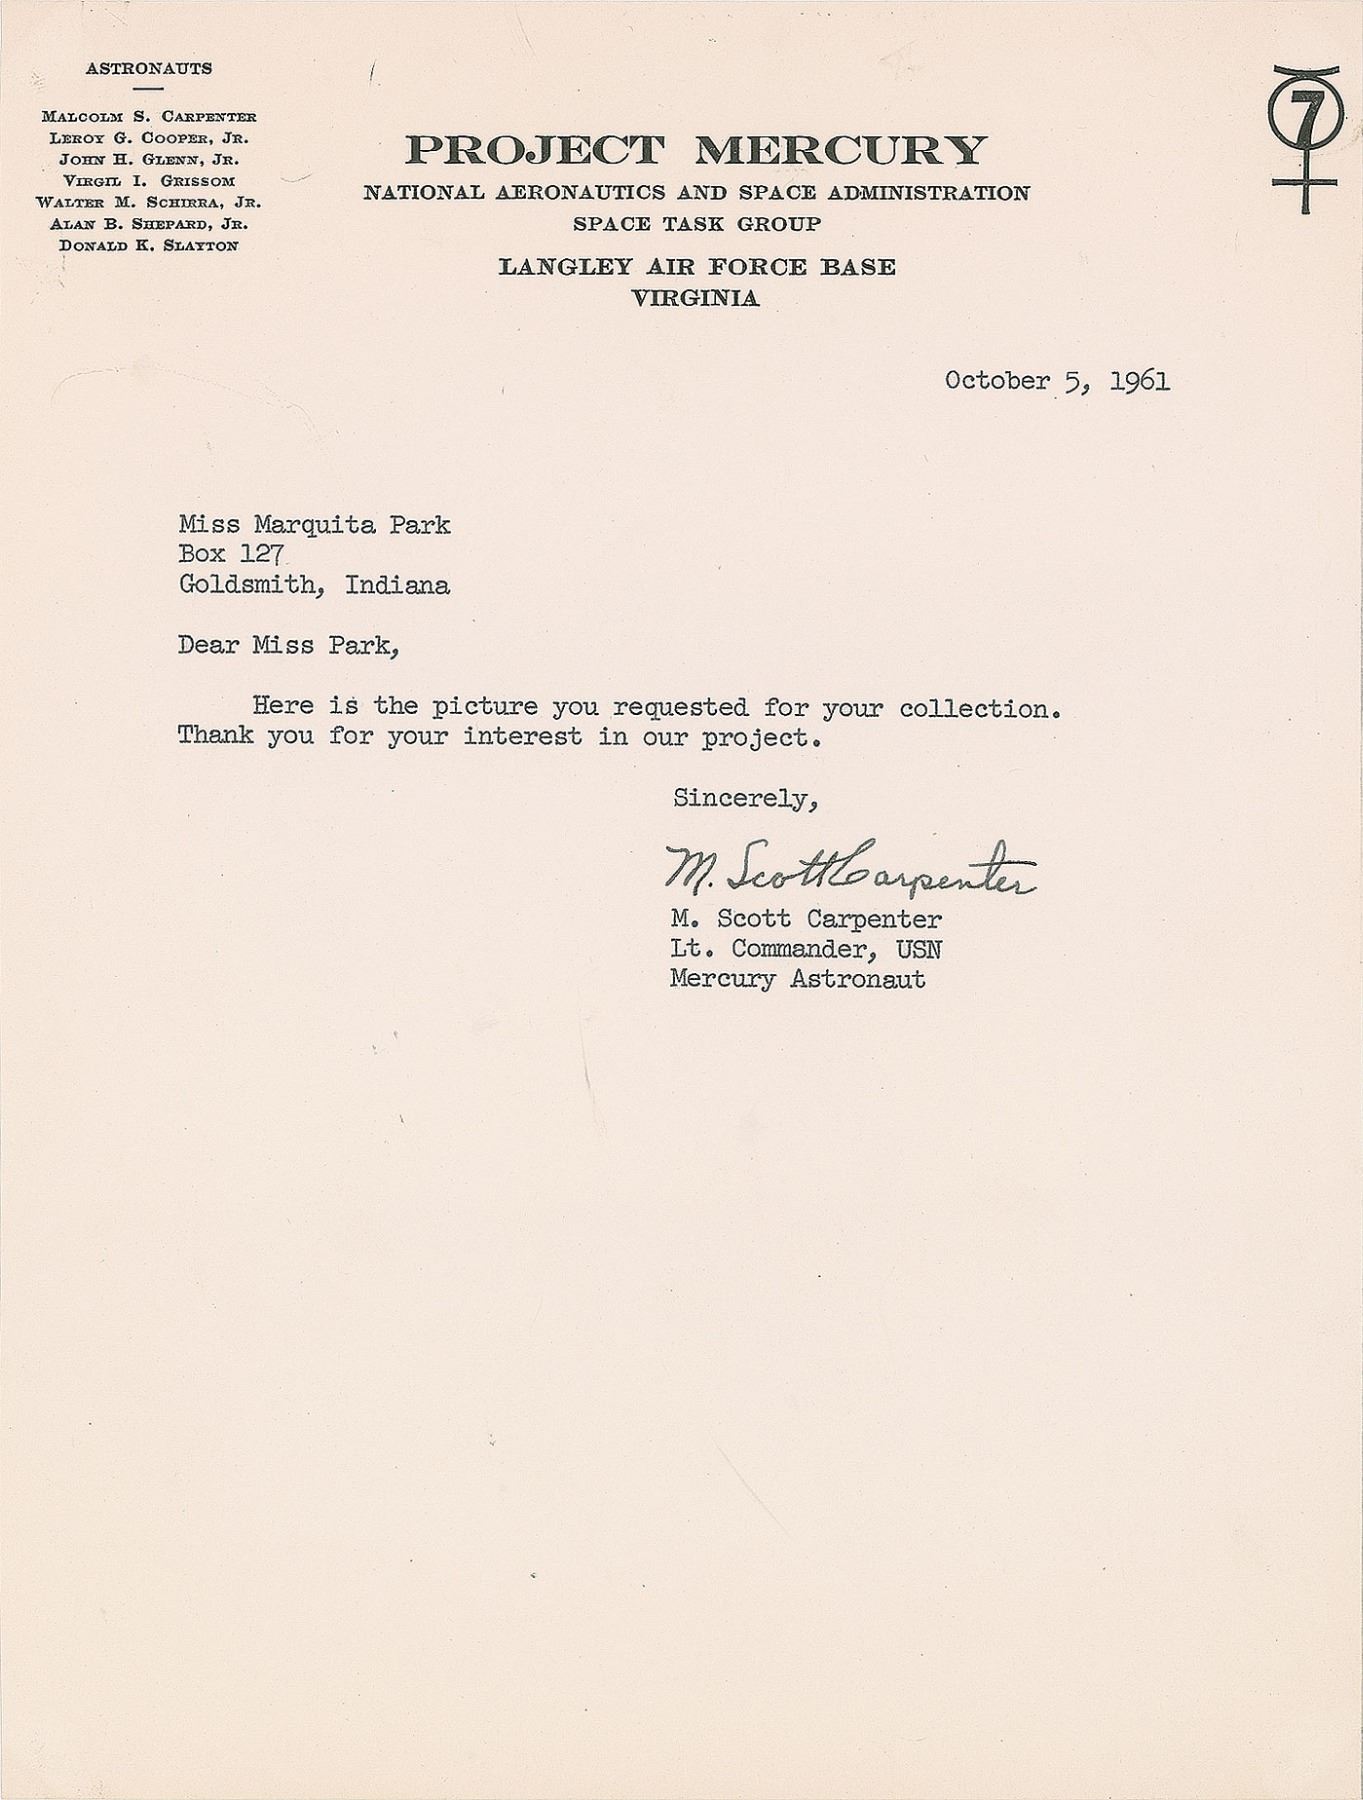 ASTRONAUTS
MALCOLM S. CARPENTER
LEROY G. COOPER, JR.
JOHN H. GLENN, JR.
VIRGIL I. GRISSOM
WALTER M. SCHIRRA, JR.
ALAN B. SHEPARD, JR.
DONALD K. SLAYTON
7
PROJECT MERCURY
NATIONAL AERONAUTICS AND SPACE ADMINISTRATION
SPACE TASK GROUP
LANGLEY AIR FORCE BASE
VIRGINIA
October 5, 1961
Miss Marquita Park
Box 127
Goldsmith, Indiana
Dear Miss Park,
Here is the picture you requested for your collection.
Thank you for your interest in our project.
Sincerely,
M. Scott Carpenter
M. Scott Carpenter
Lt. Commander, USN
Mercury Astronaut